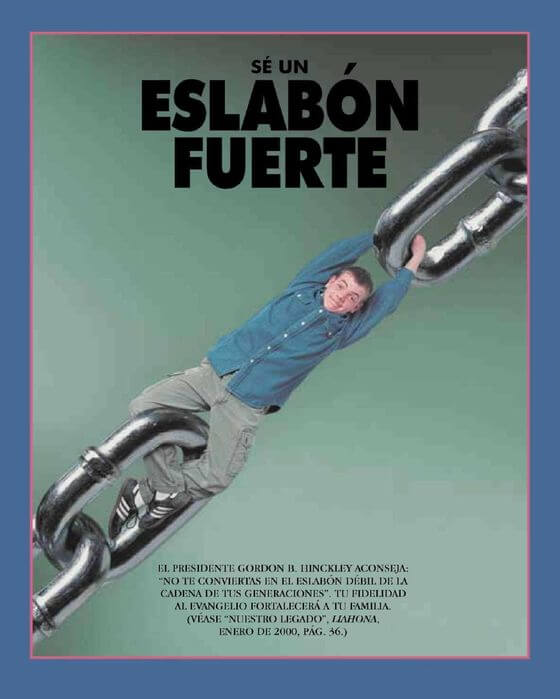 SÉ UN
ESLABÓN
FUERTE
EL PRESIDENTE GORDON B. HINCKLEY ACONSEJA:
“NO TE CONVIERTAS EN EL ESLABÓN DÉBIL DE LA
CADENA DE TUS GENERACIONES”. TU FIDELIDAD
AL EVANGELIO FORTALECERÁ A TU FAMILIA.
(VÉASE “NUESTRO LEGADO”, LIAHONA,
ENERO DE 2000, PÁG. 36.)